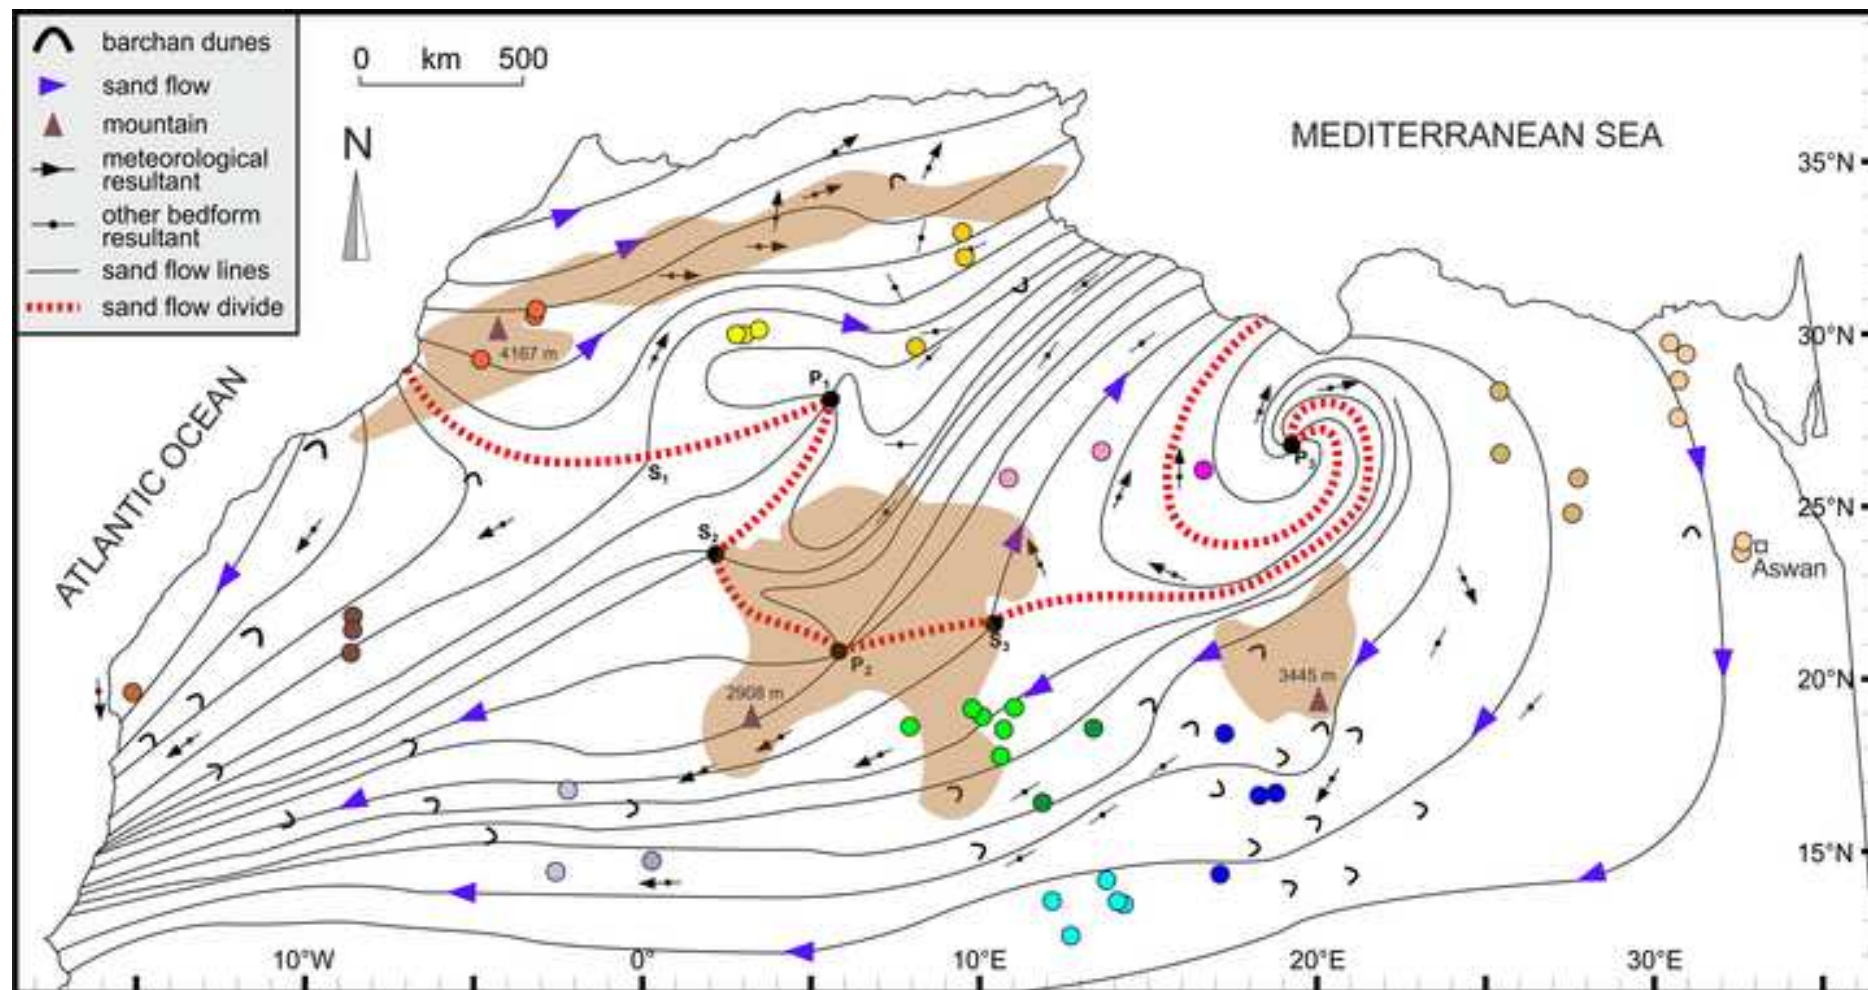 barchan dunes
sand flow
mountain
meteorological
resultant
other bedform
resultant
sand flow lines
sand flow divide
0 km 500
N
MEDITERRANEAN SEA
ATLANTIC OCEAN
35°N
30°N
25°N
20°N
15°N
4167 m
P1
S1
P3
S2
Aswan
S3
P2
2908 m
3445 m
10°W
0°
10°E
20°E
30°E